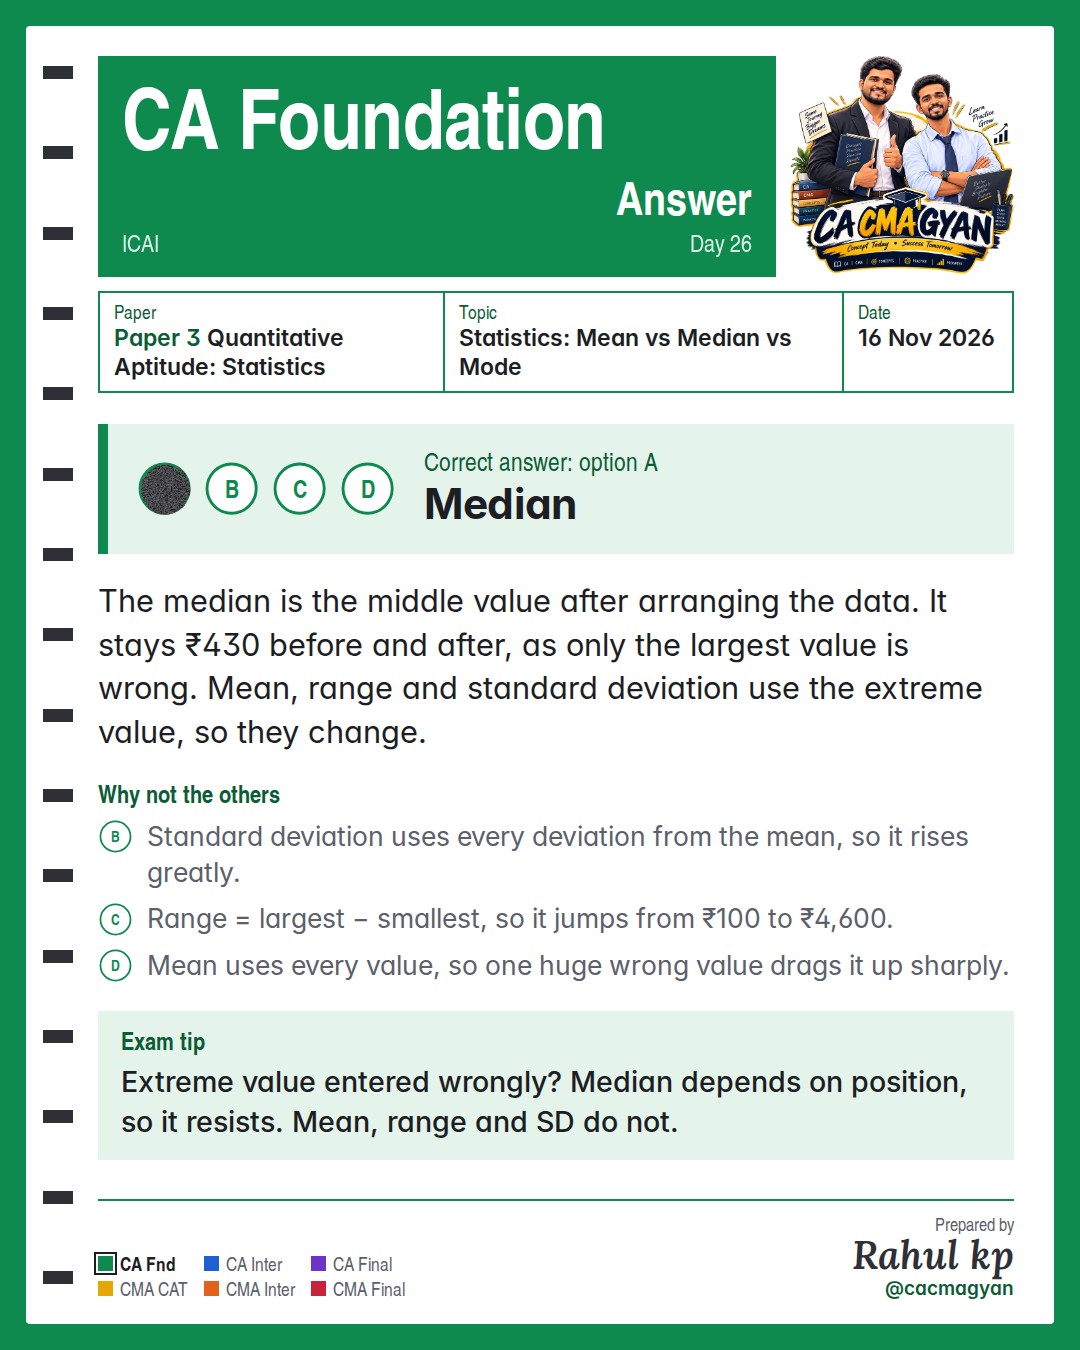 CA Foundation
Answer
ICAI
Day 26
Learn
Practice
Grow
CA CMA GYAN
Concept Today • Success Tomorrow
Paper
Paper 3 Quantitative
Aptitude: Statistics
Topic
Statistics: Mean vs Median vs
Mode
Date
16 Nov 2026
B C D
Correct answer: option A
Median
The median is the middle value after arranging the data. It
stays ₹430 before and after, as only the largest value is
wrong. Mean, range and standard deviation use the extreme
value, so they change.
Why not the others
B Standard deviation uses every deviation from the mean, so it rises
greatly.
C Range = largest – smallest, so it jumps from ₹100 to ₹4,600.
D Mean uses every value, so one huge wrong value drags it up sharply.
Exam tip
Extreme value entered wrongly? Median depends on position,
so it resists. Mean, range and SD do not.
CA Fnd CA Inter CA Final
CMA CAT CMA Inter CMA Final
Prepared by
Rahul kp
@cacmagyan